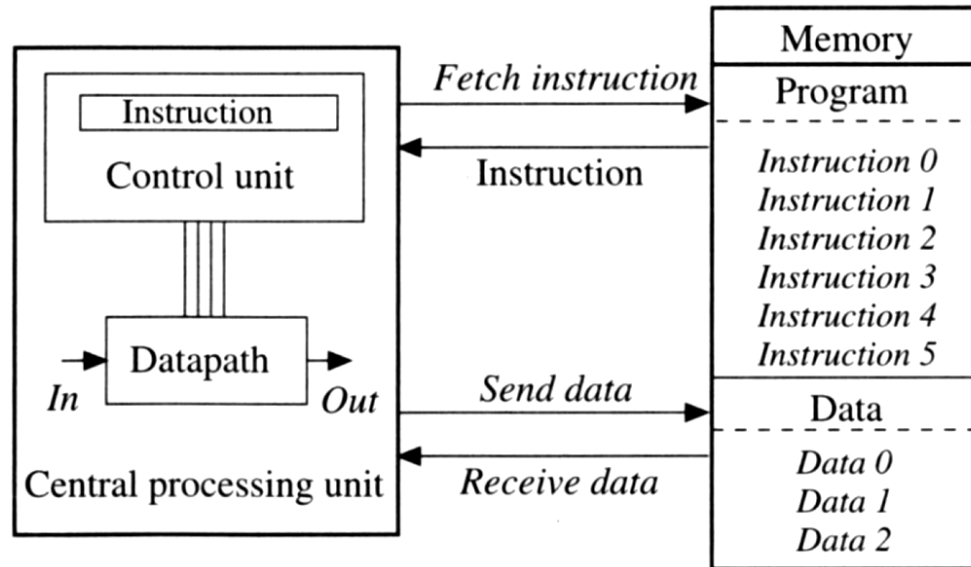 Instruction
Control unit
Datapath
In
Out
Central processing unit
Fetch instruction
Instruction
Send data
Receive data
Memory
Program
Instruction 0
Instruction 1
Instruction 2
Instruction 3
Instruction 4
Instruction 5
Data
Data 0
Data 1
Data 2